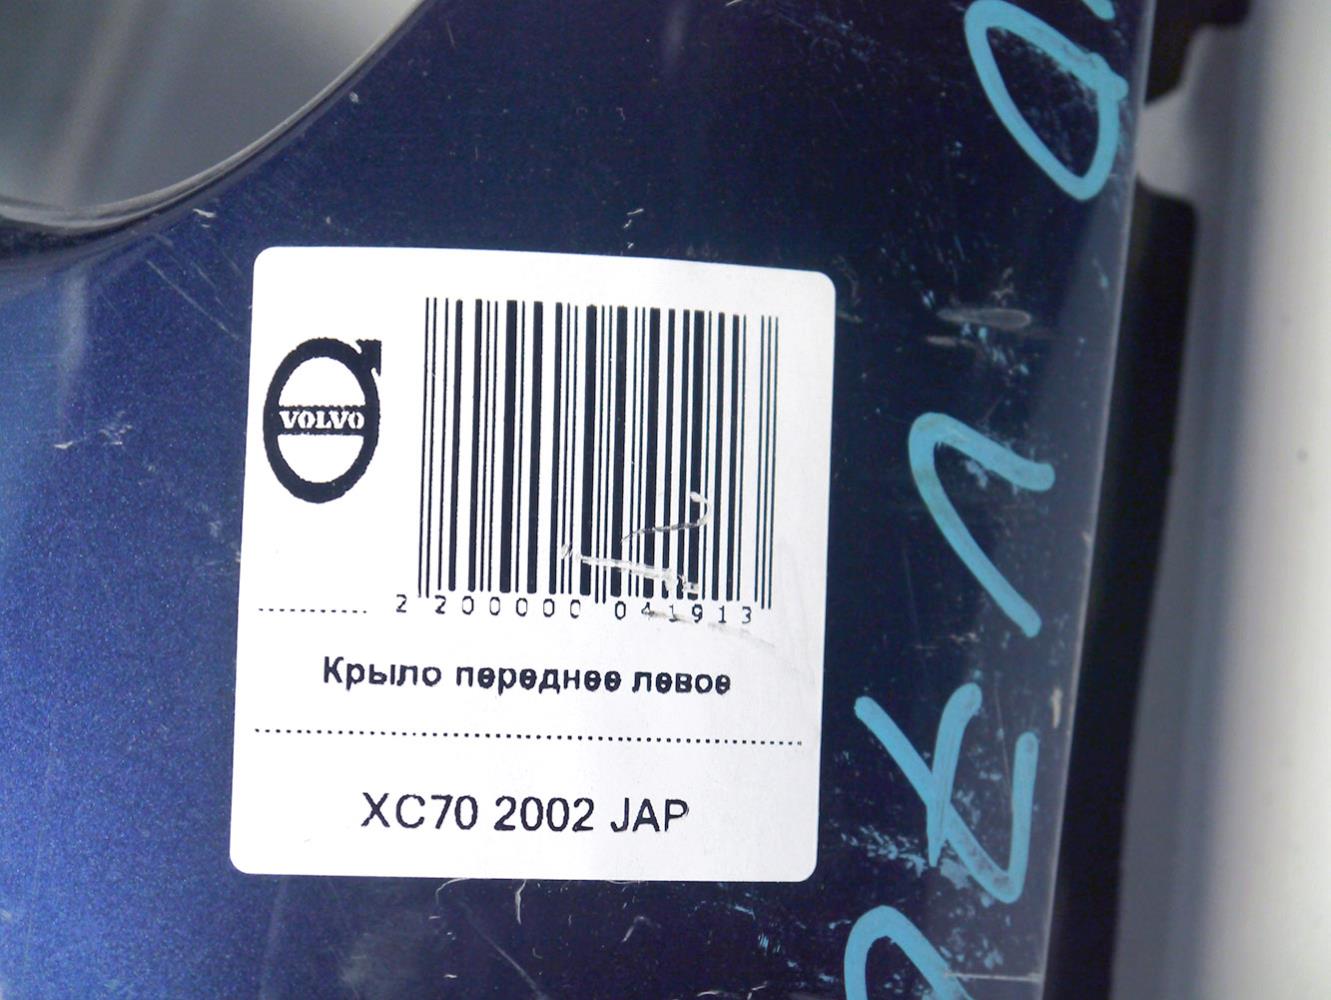 VOLVO
2 200000 041913
Крыло переднее левое
XC70 2002 JAP